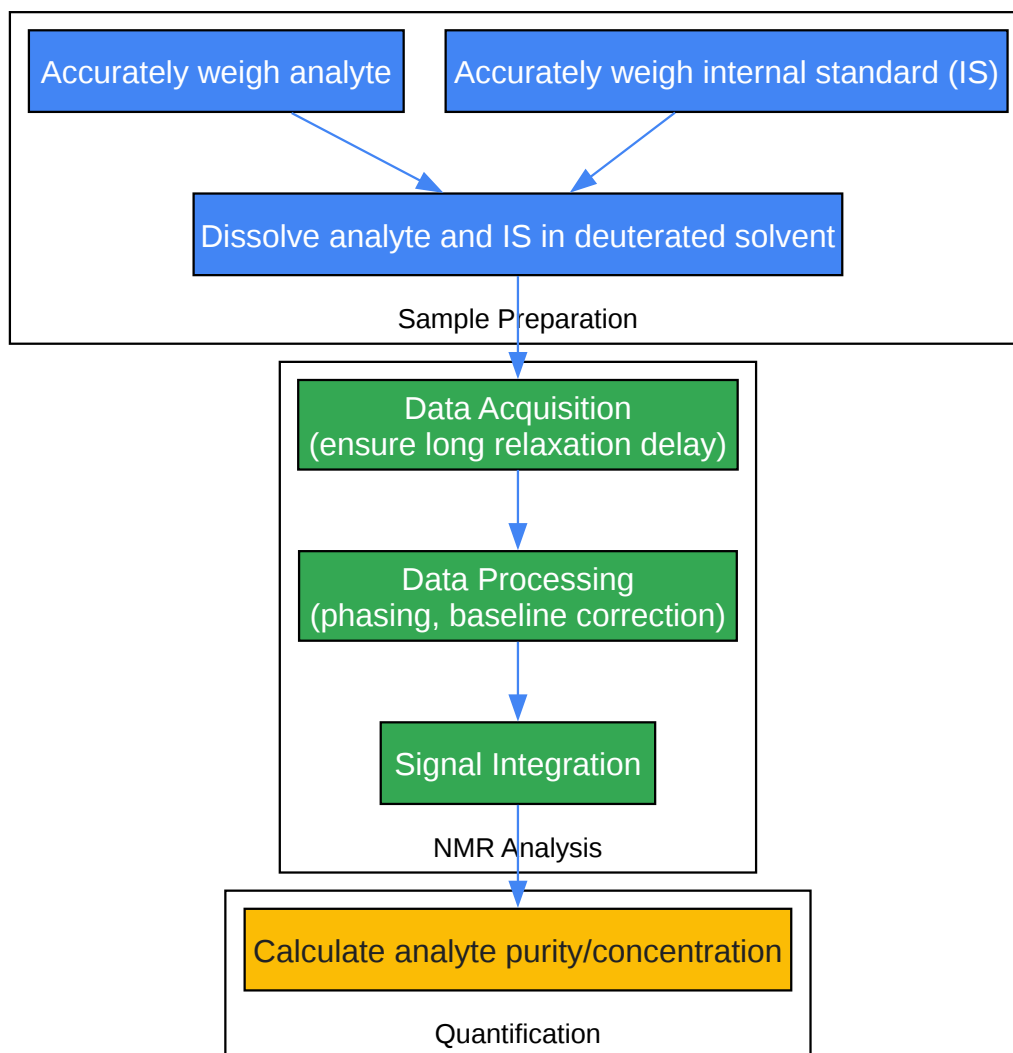 Accurately weigh analyte
Accurately weigh internal standard (IS)
Dissolve analyte and IS in deuterated solvent
Sample Preparation
Data Acquisition
(ensure long relaxation delay)
Data Processing
(phasing, baseline correction)
Signal Integration
NMR Analysis
Calculate analyte purity/concentration
Quantification